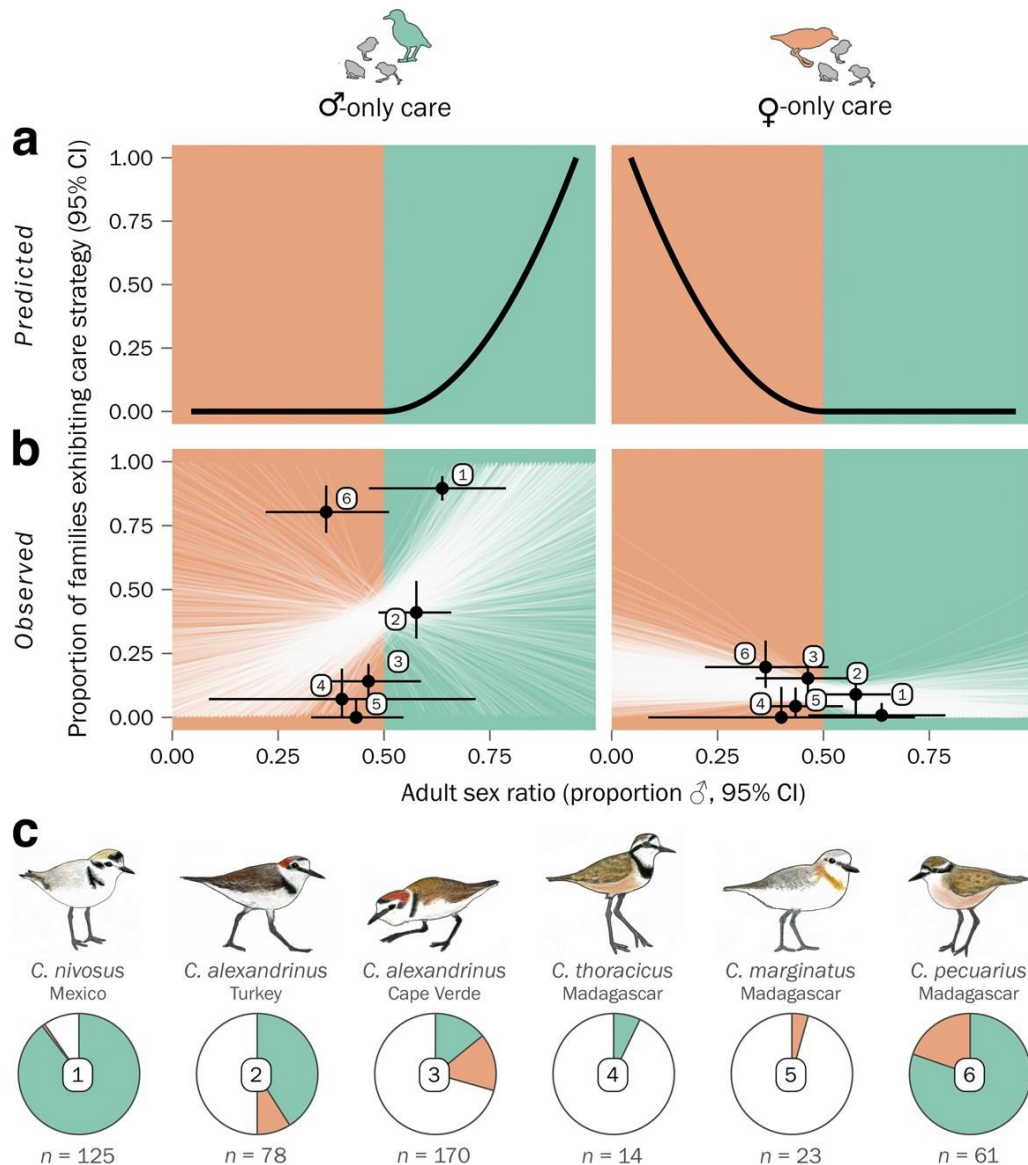 ♂-only care
♀-only care
a
Predicted
Proportion of families exhibiting care strategy (95% CI)
1.00
0.75
0.50
0.25
0.00
b
Observed
1.00
0.75
0.50
0.25
0.00
6
1
2
3
4
5
6
3
2
4
5
1
0.00
0.25
0.50
0.75
0.00
0.25
0.50
0.75
Adult sex ratio (proportion ♂, 95% CI)
c
C. nivosus
Mexico
C. alexandrinus
Turkey
C. alexandrinus
Cape Verde
C. thoracicus
Madagascar
C. marginatus
Madagascar
C. pecuarius
Madagascar
1
2
3
4
5
6
n = 125
n = 78
n = 170
n = 14
n = 23
n = 61